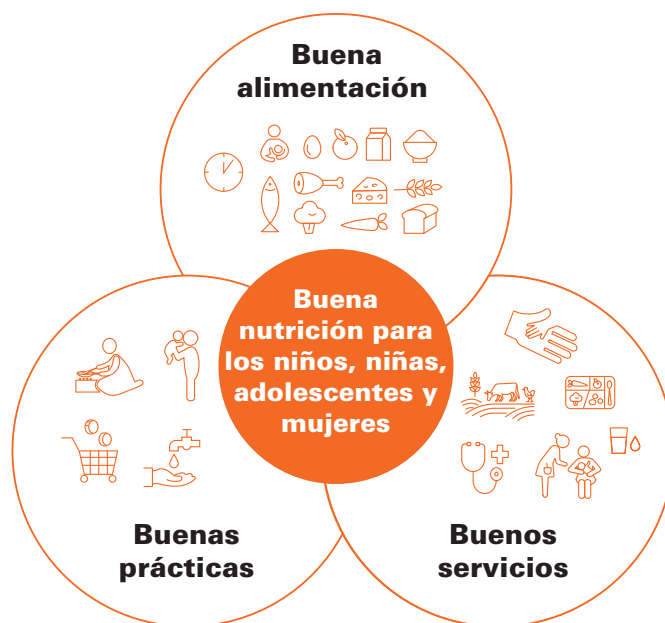 Buena
alimentación
Buena
nutrición para
los niños, niñas,
adolescentes y
mujeres
Buenas
prácticas
Buenos
servicios